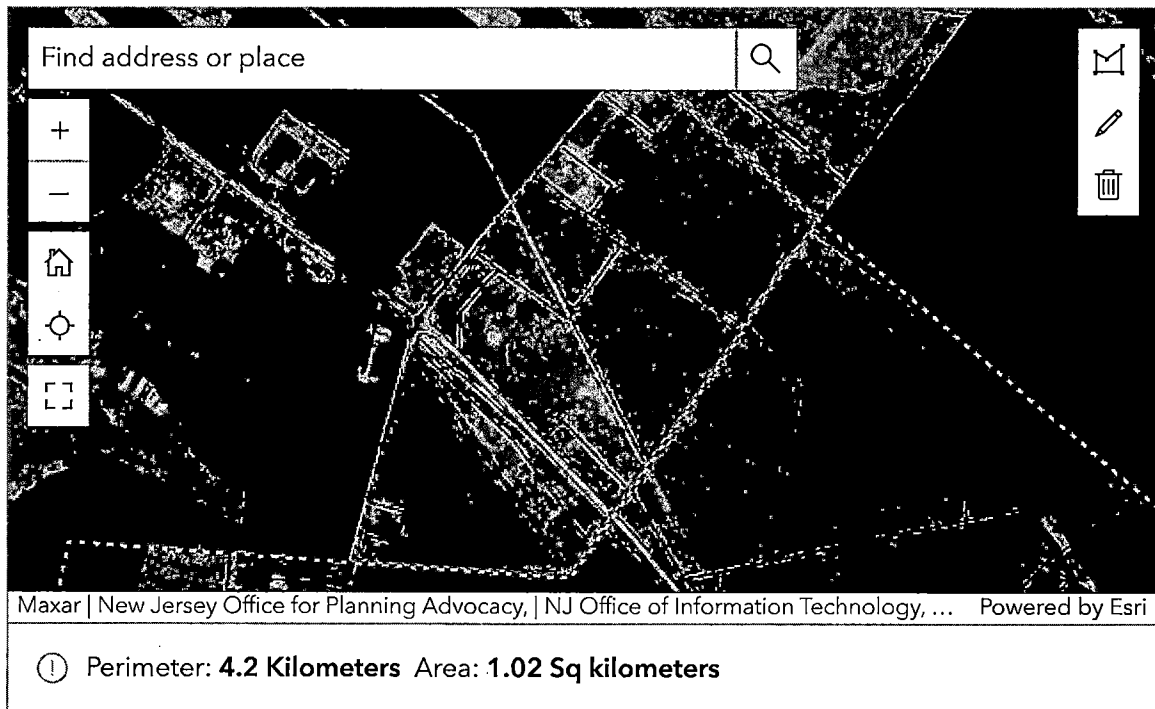 Find address or place
+
−
Maxar | New Jersey Office for Planning Advocacy, | NJ Office of Information Technology, ... Powered by Esri
Perimeter: 4.2 Kilometers Area: 1.02 Sq kilometers